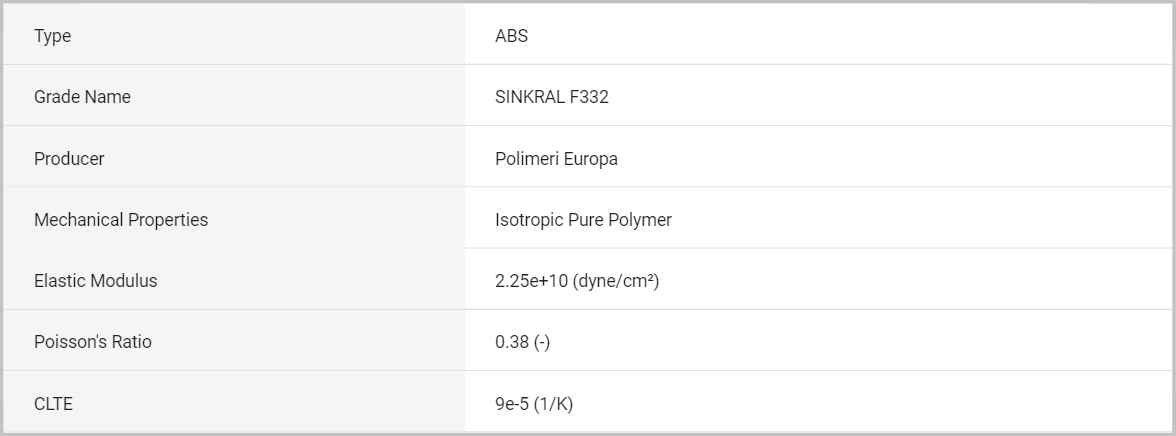 Type ABS
Grade Name SINKRAL F332
Producer Polimeri Europa
Mechanical Properties Isotropic Pure Polymer
Elastic Modulus 2.25e+10 (dyne/cm²)
Poisson's Ratio 0.38 (-)
CLTE 9e-5 (1/K)